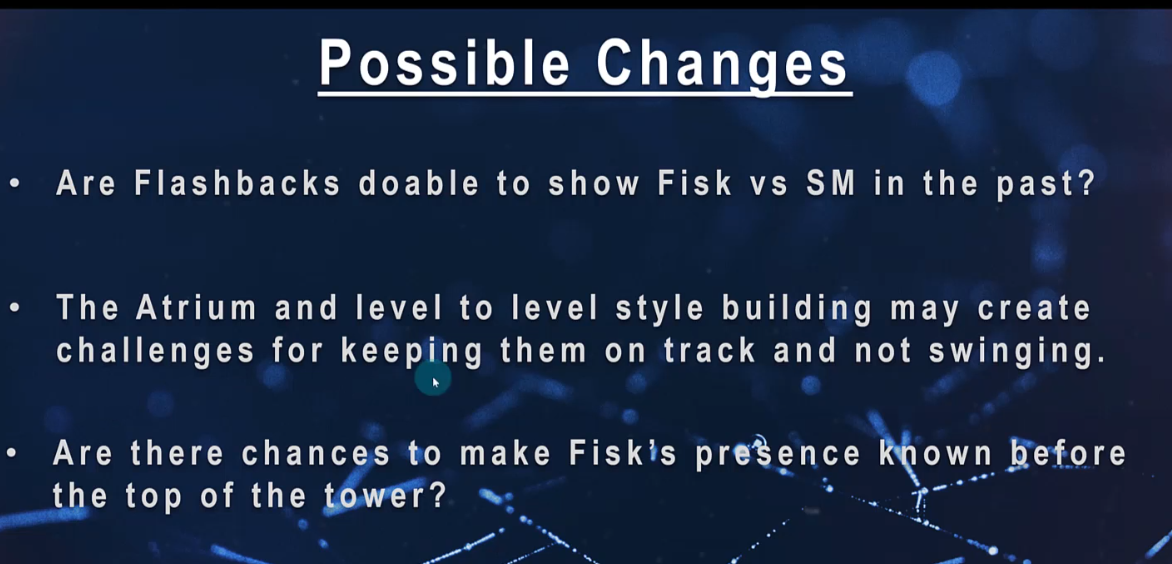 Possible Changes
• Are Flashbacks doable to show Fisk vs SM in the past?
• The Atrium and level to level style building may create
challenges for keeping them on track and not swinging.
• Are there chances to make Fisk's presence known before
the top of the tower?